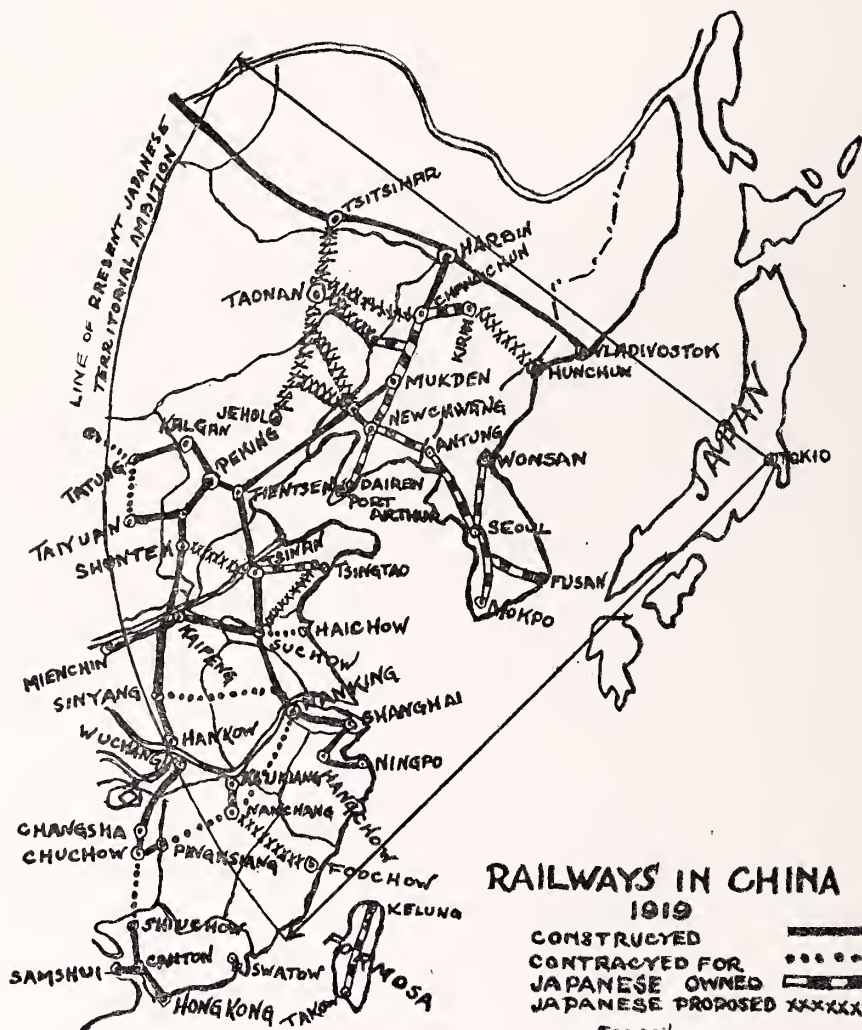 LINE OF PRESENT JAPANESE
TERRITORIAL AMBITION
TSITSIHAR
HARBIN
CHANGCHUN
TAONAN
KIRIN
VLADIVOSTOK
HUNCHUN
MUKDEN
JEHOL
NEWCHWANG
KALGAN
PEKING
ANTUNG
WONSAN
JAPAN
TOKIO
TATUNG
TIENTSEN
DAIREN
PORT
ARTHUR
SEOUL
TAIYUAN
SHONTEH
TSINAN
TSINGTAO
FUSAN
MOKPO
HAICHOW
KAIFENG
SUCHOW
MIENCHIN
SINYANG
NANKING
SHANGHAI
HANKOW
WUCHANG
NINGPO
KIUKIANG
HANGCHOW
NANCHANG
CHANGSHA
CHUCHOW
PINGHSIANG
FOOCHOW
RAILWAYS IN CHINA
1919
CONSTRUCTED
CONTRACTED FOR
JAPANESE OWNED
JAPANESE PROPOSED XXXXXX
KELUNG
SHIUCHOW
SAMSHUI
CANTON
SWATOW
FORMOSA
HONGKONG
TAKOW